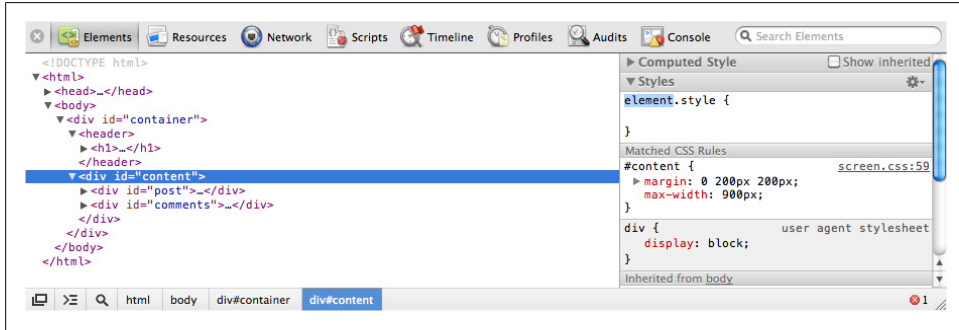 Elements Resources Network Scripts Timeline Profiles Audits Console Search Elements
<!DOCTYPE html>
▼<html>
▶<head>…</head>
▼<body>
▼<div id="container">
▼<header>
▶<h1>…</h1>
</header>
▼<div id="content">
▶<div id="post">…</div>
▶<div id="comments">…</div>
</div>
</div>
</body>
</html>
▶ Computed Style Show inherited
▼ Styles
element.style {
}
Matched CSS Rules
#content { screen.css:59
▶ margin: 0 200px 200px;
max-width: 900px;
}
div { user agent stylesheet
display: block;
}
Inherited from body
html body div#container div#content 1